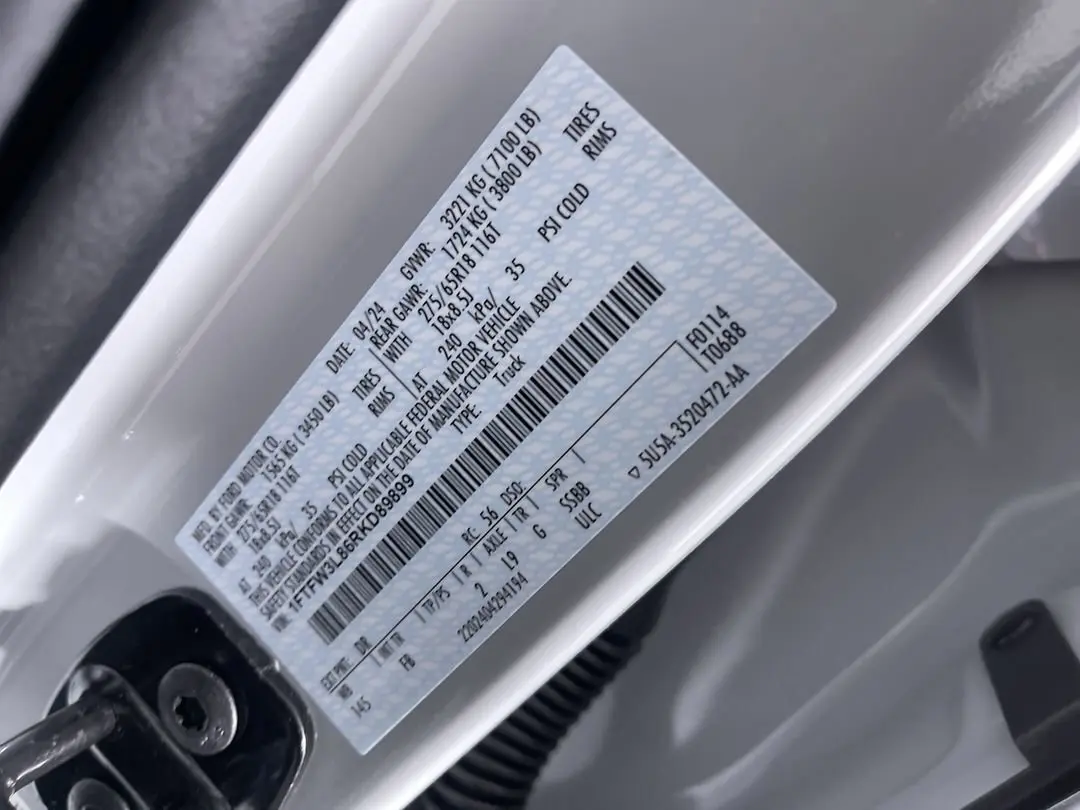 MFD. BY FORD MOTOR CO.
DATE: 04/24 GVWR: 3221 KG ( 7100 LB)
FRONT GAWR: 1565 KG ( 3450 LB) REAR GAWR: 1724 KG ( 3800 LB)
WITH 275/65R18 116T TIRES WITH 275/65R18 116T TIRES
18x8.5J RIMS 18x8.5J RIMS
AT 240 kPa/ 35 PSI COLD AT 240 kPa/ 35 PSI COLD
THIS VEHICLE CONFORMS TO ALL APPLICABLE FEDERAL MOTOR VEHICLE
SAFETY STANDARDS IN EFFECT ON THE DATE OF MANUFACTURE SHOWN ABOVE.
VIN: 1FTFW3L86RKD89899 TYPE: Truck
EXT PNT: DR RC: 56 DSO: F0114
WB | INT TR | TP/PS | R | AXLE | TR | SPR | T0688
145 FB 2 L9 G SSBB
2202404294194 ULC
▽ 5U5A-3520472-AA